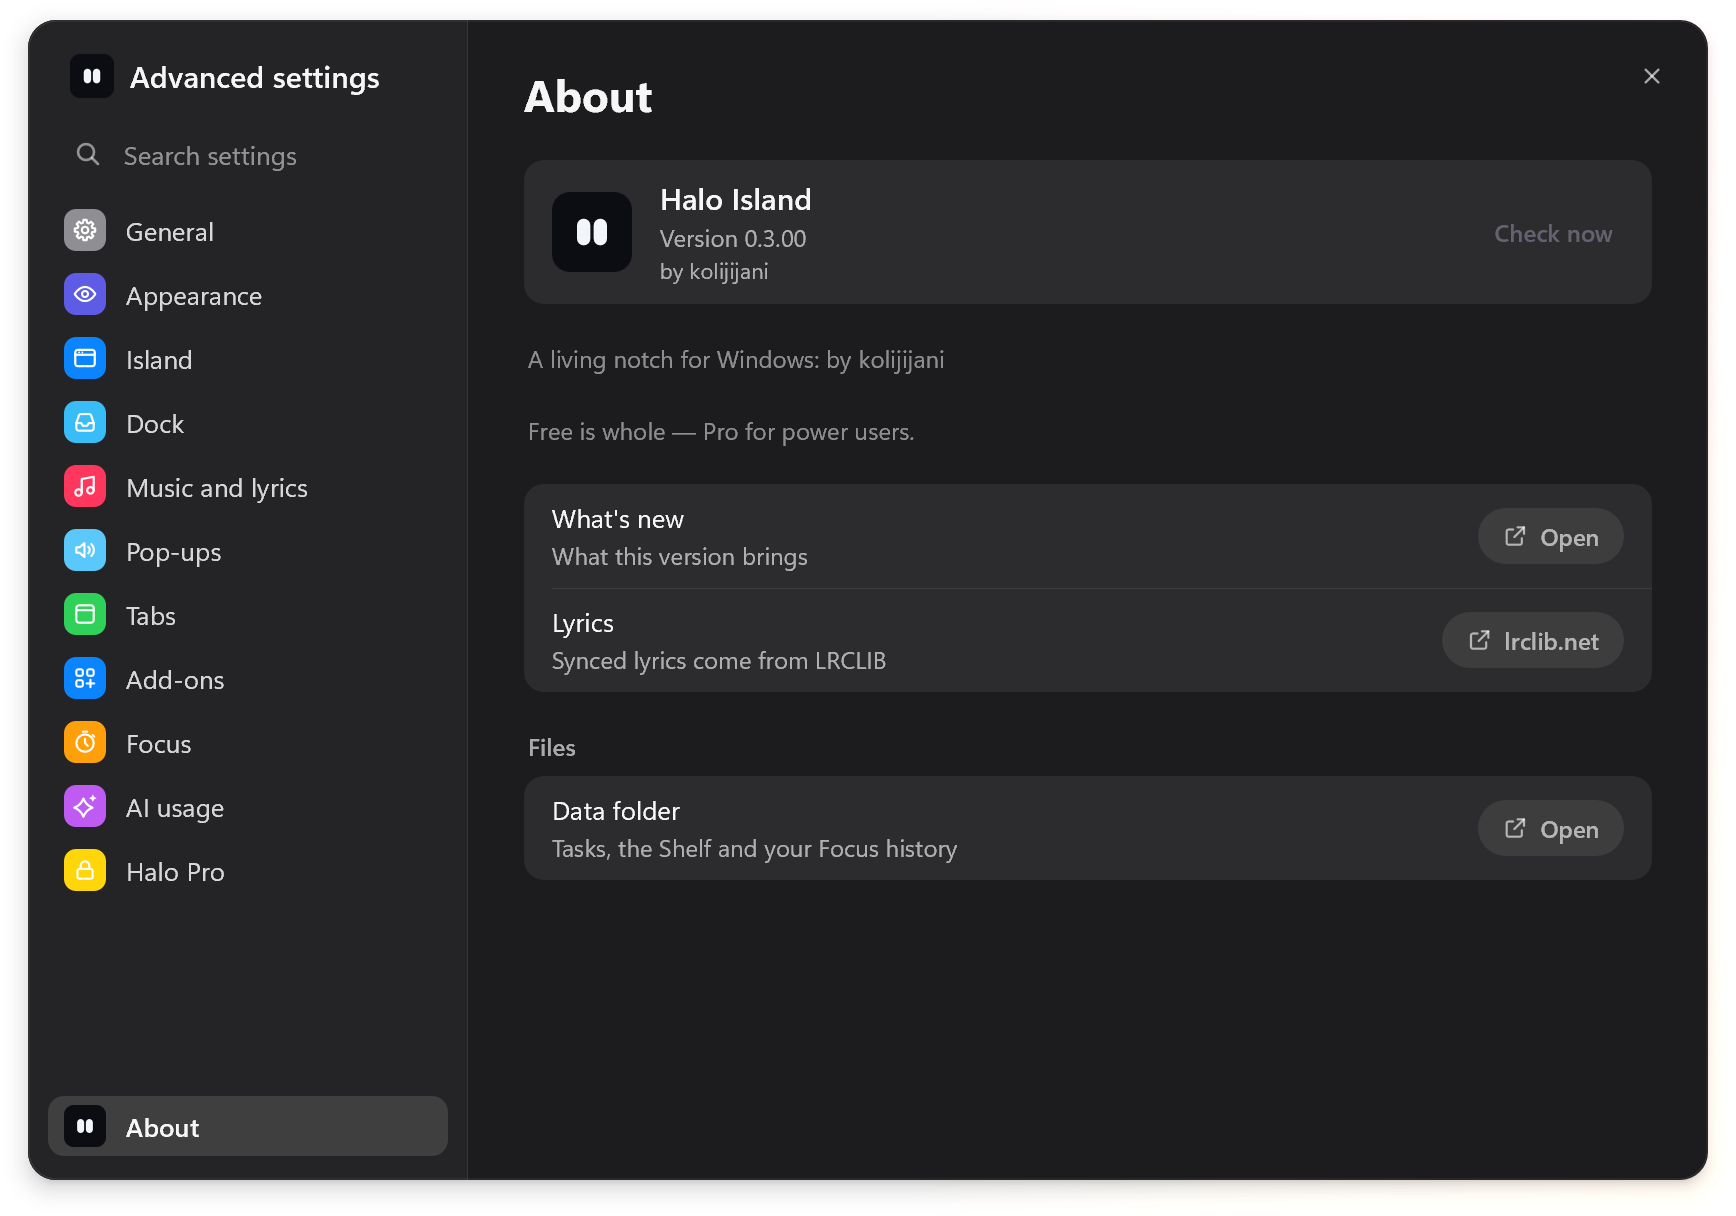 Advanced settings
Search settings
General
Appearance
Island
Dock
Music and lyrics
Pop-ups
Tabs
Add-ons
Focus
AI usage
Halo Pro
About
About
Halo Island
Version 0.3.00
by kolijijani
Check now
A living notch for Windows: by kolijijani
Free is whole — Pro for power users.
What's new
What this version brings
Open
Lyrics
Synced lyrics come from LRCLIB
lrclib.net
Files
Data folder
Tasks, the Shelf and your Focus history
Open